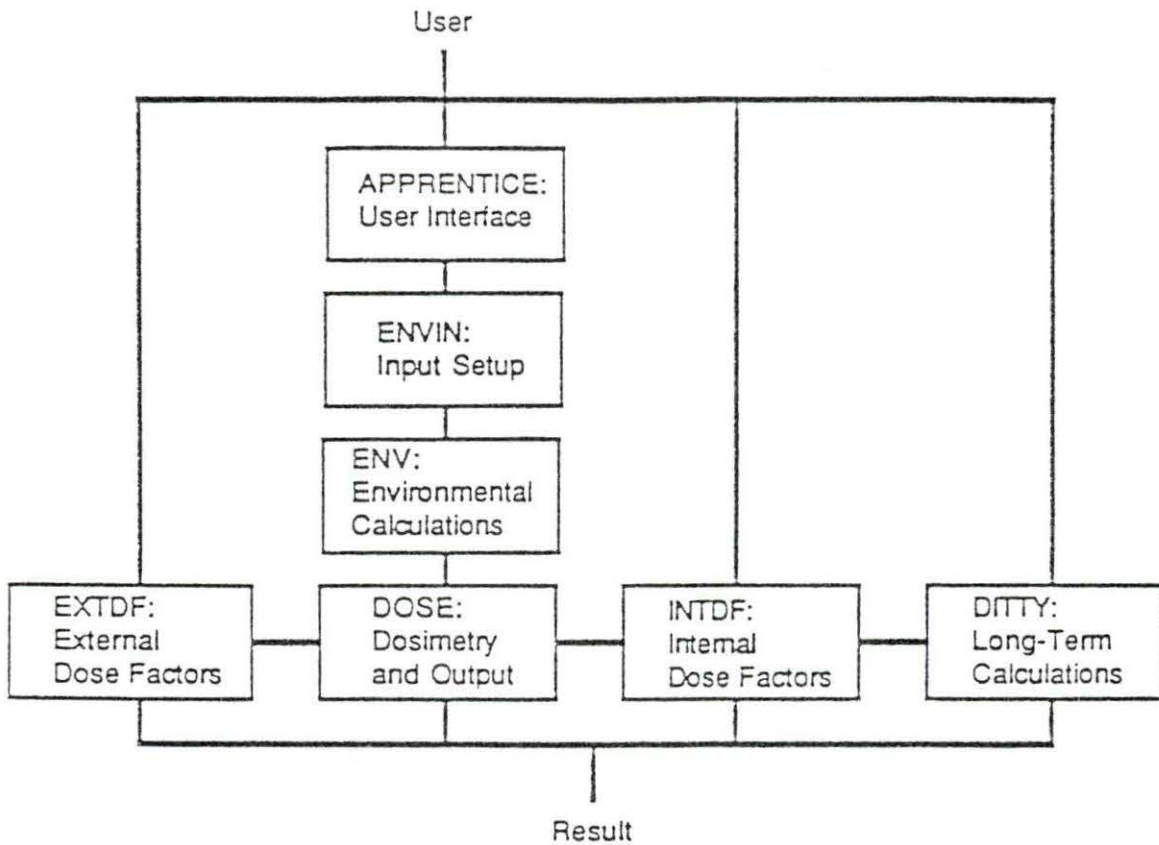 User
APPRENTICE:
User Interface
ENVIN:
Input Setup
ENV:
Environmental
Calculations
EXTDF:
External
Dose Factors
DOSE:
Dosimetry
and Output
INTDF:
Internal
Dose Factors
DITTY:
Long-Term
Calculations
Result